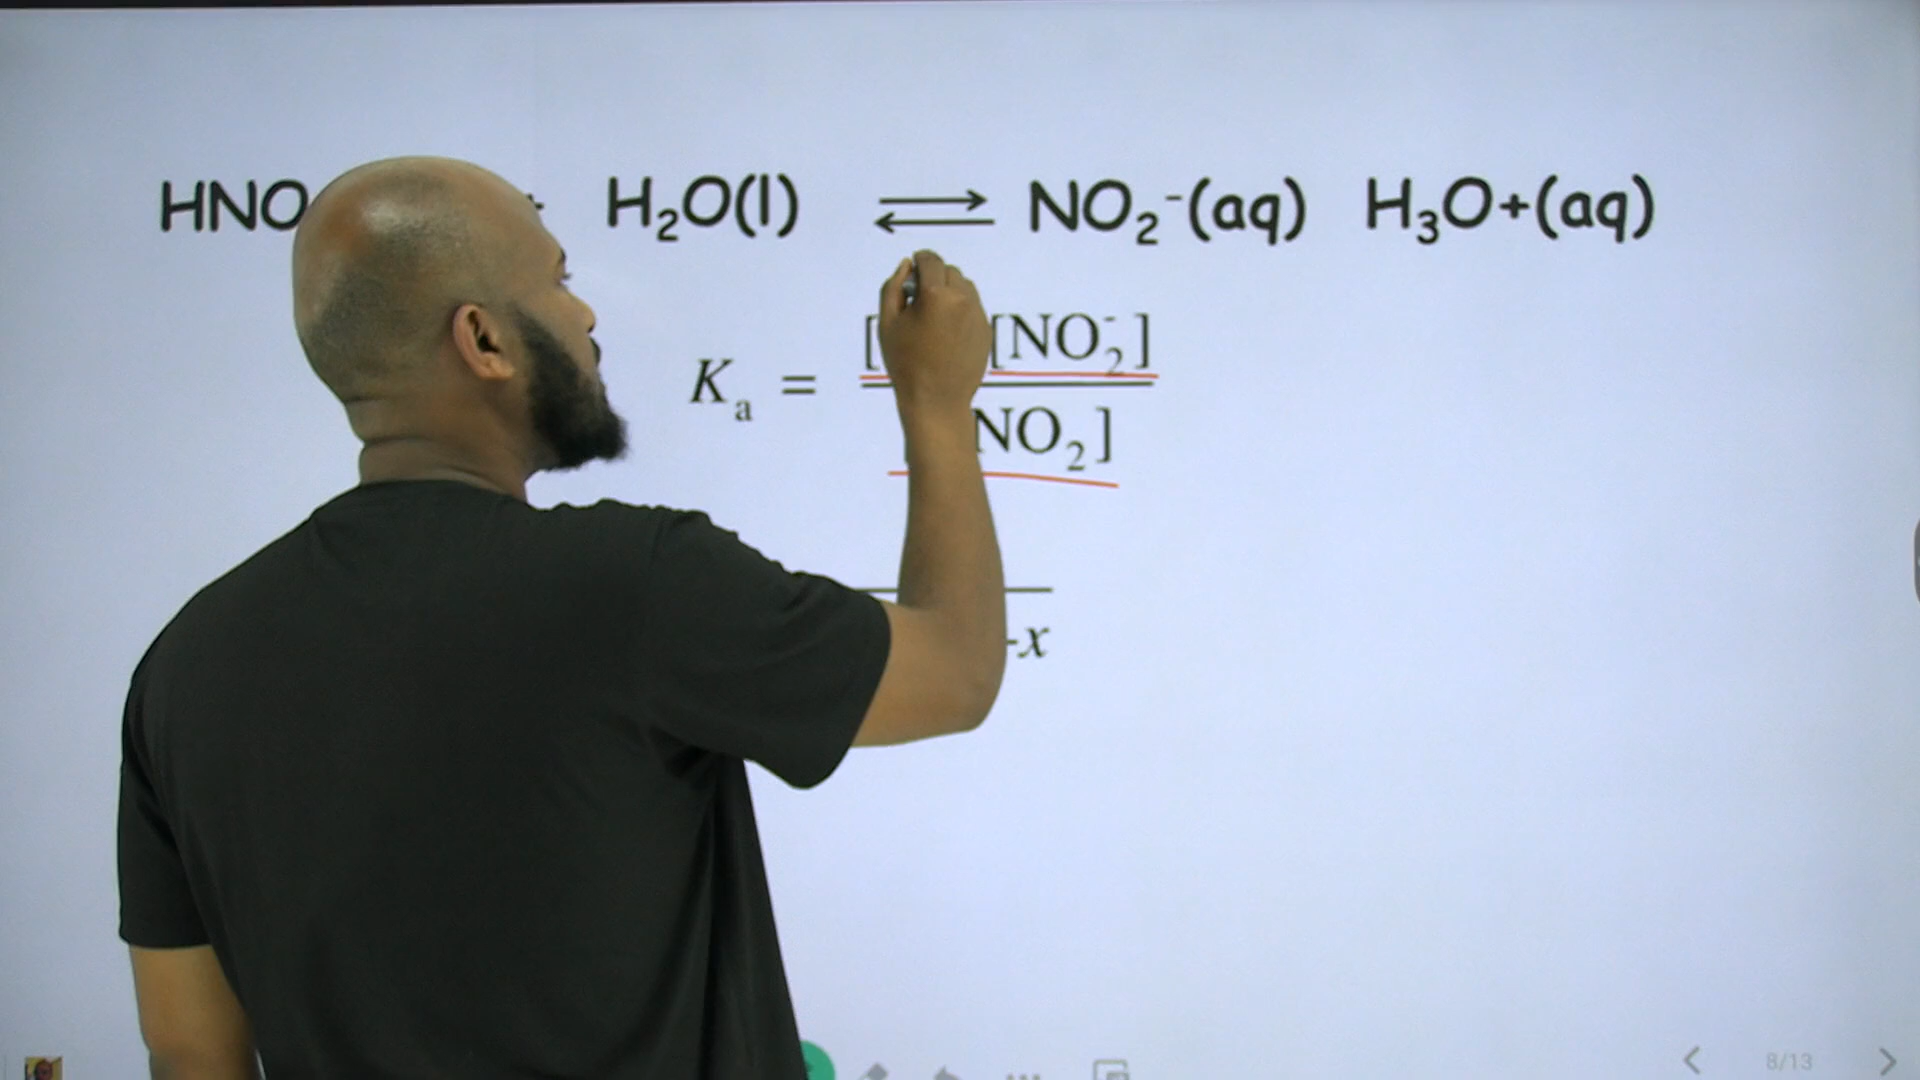 HNO + H₂O(l) ⇌ NO₂⁻(aq) H₃O+(aq)
Kₐ = [ [NO₂⁻]
NO₂]
-x
8/13